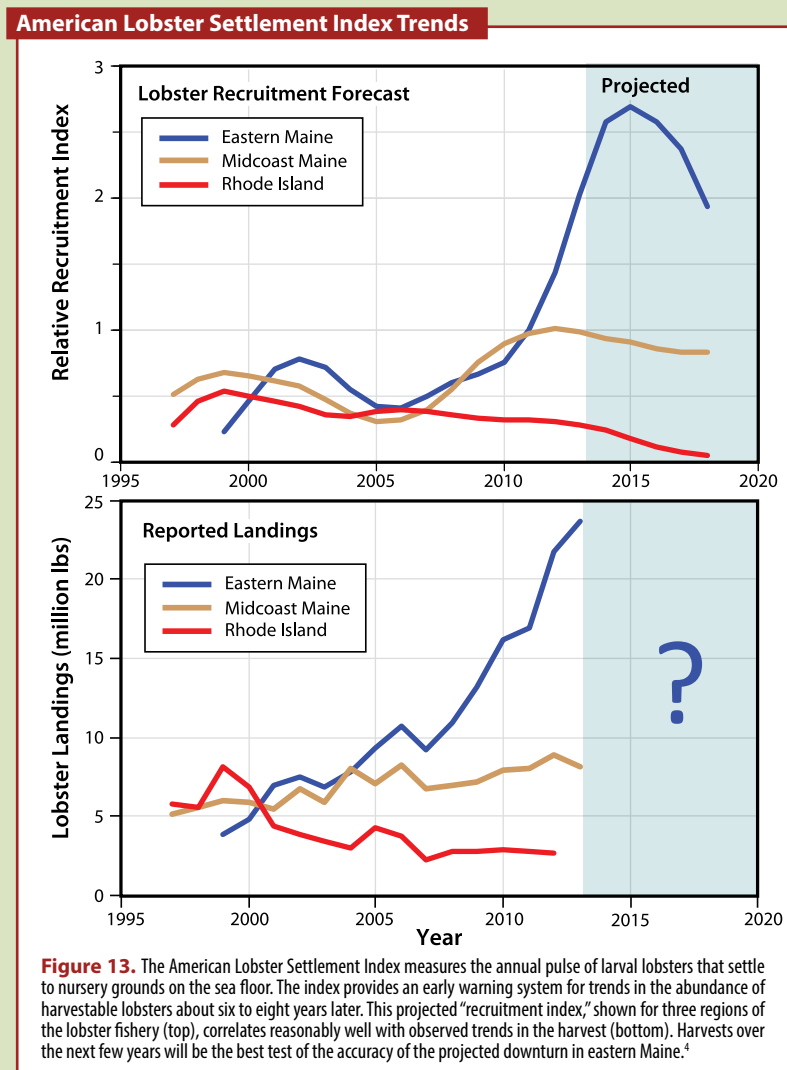 American Lobster Settlement Index Trends
Lobster Recruitment Forecast
Projected
Eastern Maine
Midcoast Maine
Rhode Island
Relative Recruitment Index
3
2
1
0
1995 2000 2005 2010 2015 2020
Reported Landings
Eastern Maine
Midcoast Maine
Rhode Island
?
Lobster Landings (million lbs)
25
20
15
10
5
0
1995 2000 2005 2010 2015 2020
Year
Figure 13. The American Lobster Settlement Index measures the annual pulse of larval lobsters that settle
to nursery grounds on the sea floor. The index provides an early warning system for trends in the abundance of
harvestable lobsters about six to eight years later. This projected “recruitment index,” shown for three regions of
the lobster fishery (top), correlates reasonably well with observed trends in the harvest (bottom). Harvests over
the next few years will be the best test of the accuracy of the projected downturn in eastern Maine.⁴